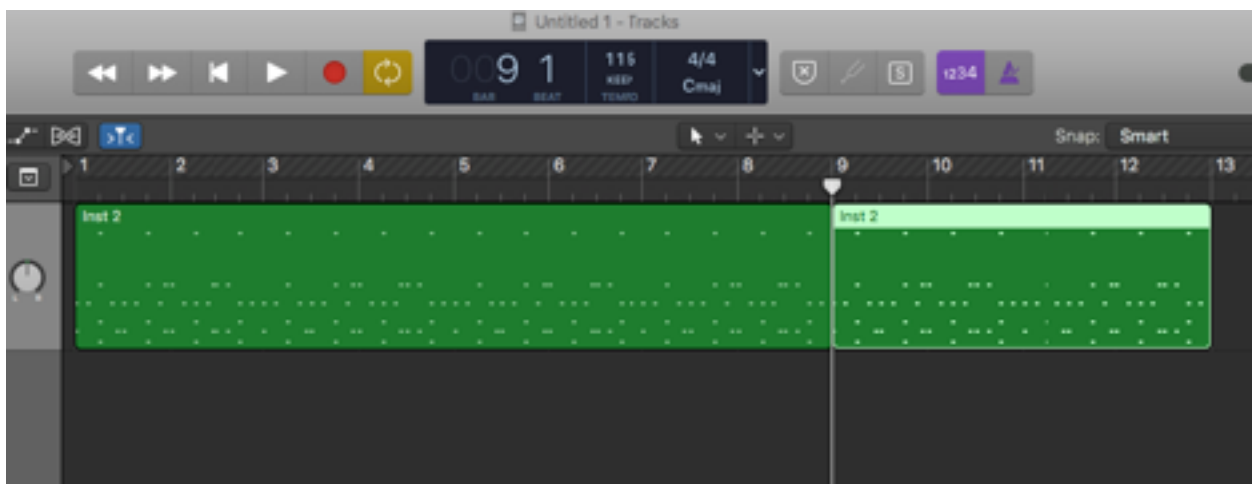 Untitled 1 - Tracks
009 1
BAR BEAT
115
KEEP
TEMPO
4/4
Cmaj
S
1234
Snap: Smart
1 2 3 4 5 6 7 8 9 10 11 12 13
Inst 2 Inst 2
L R